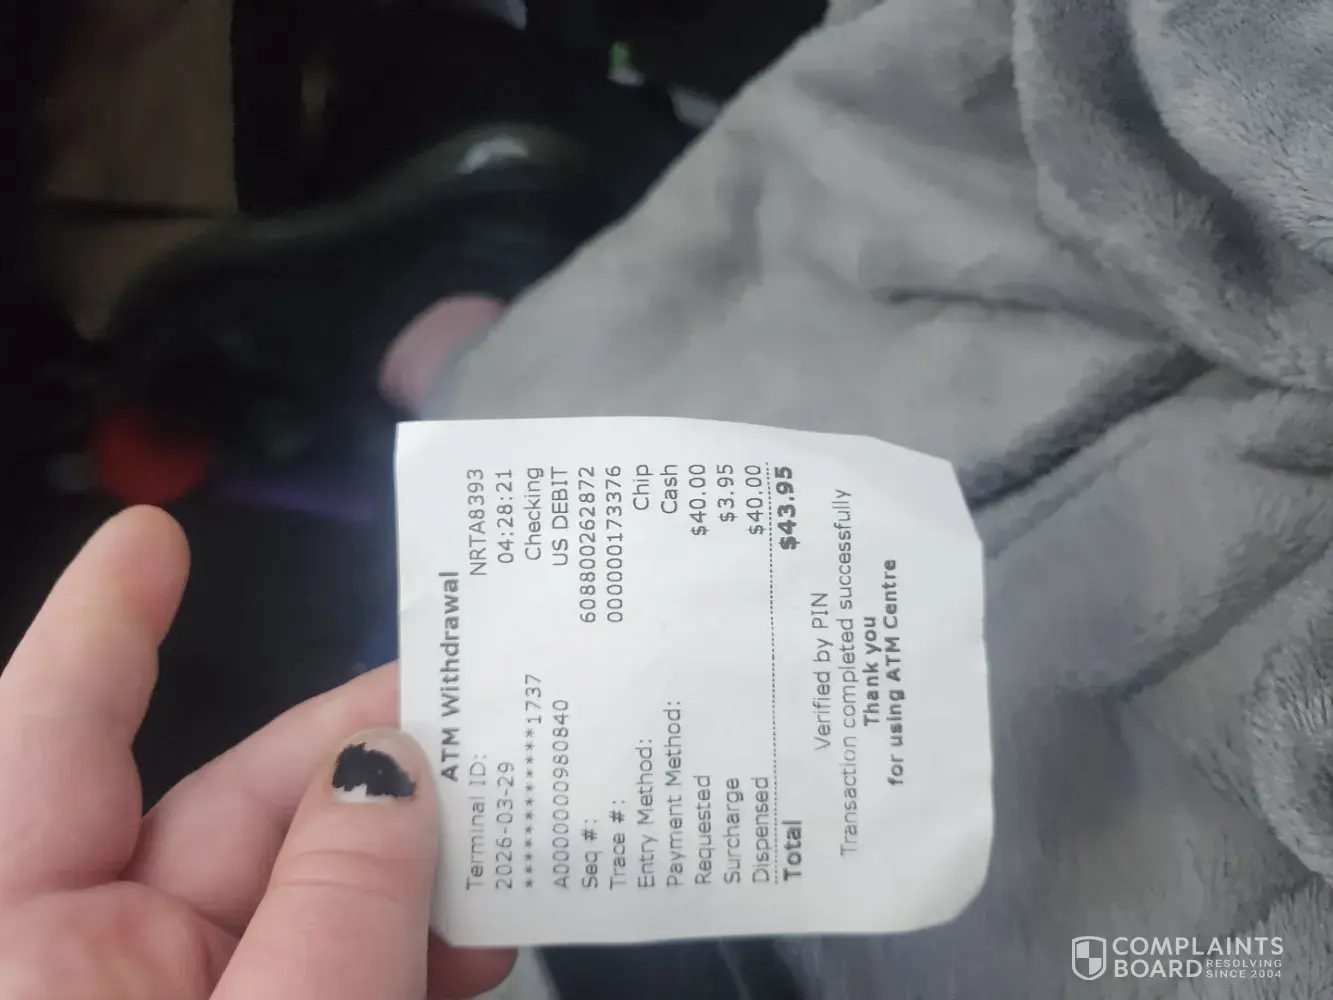 ATM Withdrawal
Terminal ID: NRTA8393
2026-03-29 04:28:21
************1737 Checking
A0000000980840 US DEBIT
Seq #: 608800262872
Trace #: 000000173376
Entry Method: Chip
Payment Method: Cash
Requested $40.00
Surcharge $3.95
Dispensed $40.00
Total $43.95
Verified by PIN
Transaction completed successfully
Thank you
for using ATM Centre
COMPLAINTS
BOARD RESOLVING
SINCE 2004